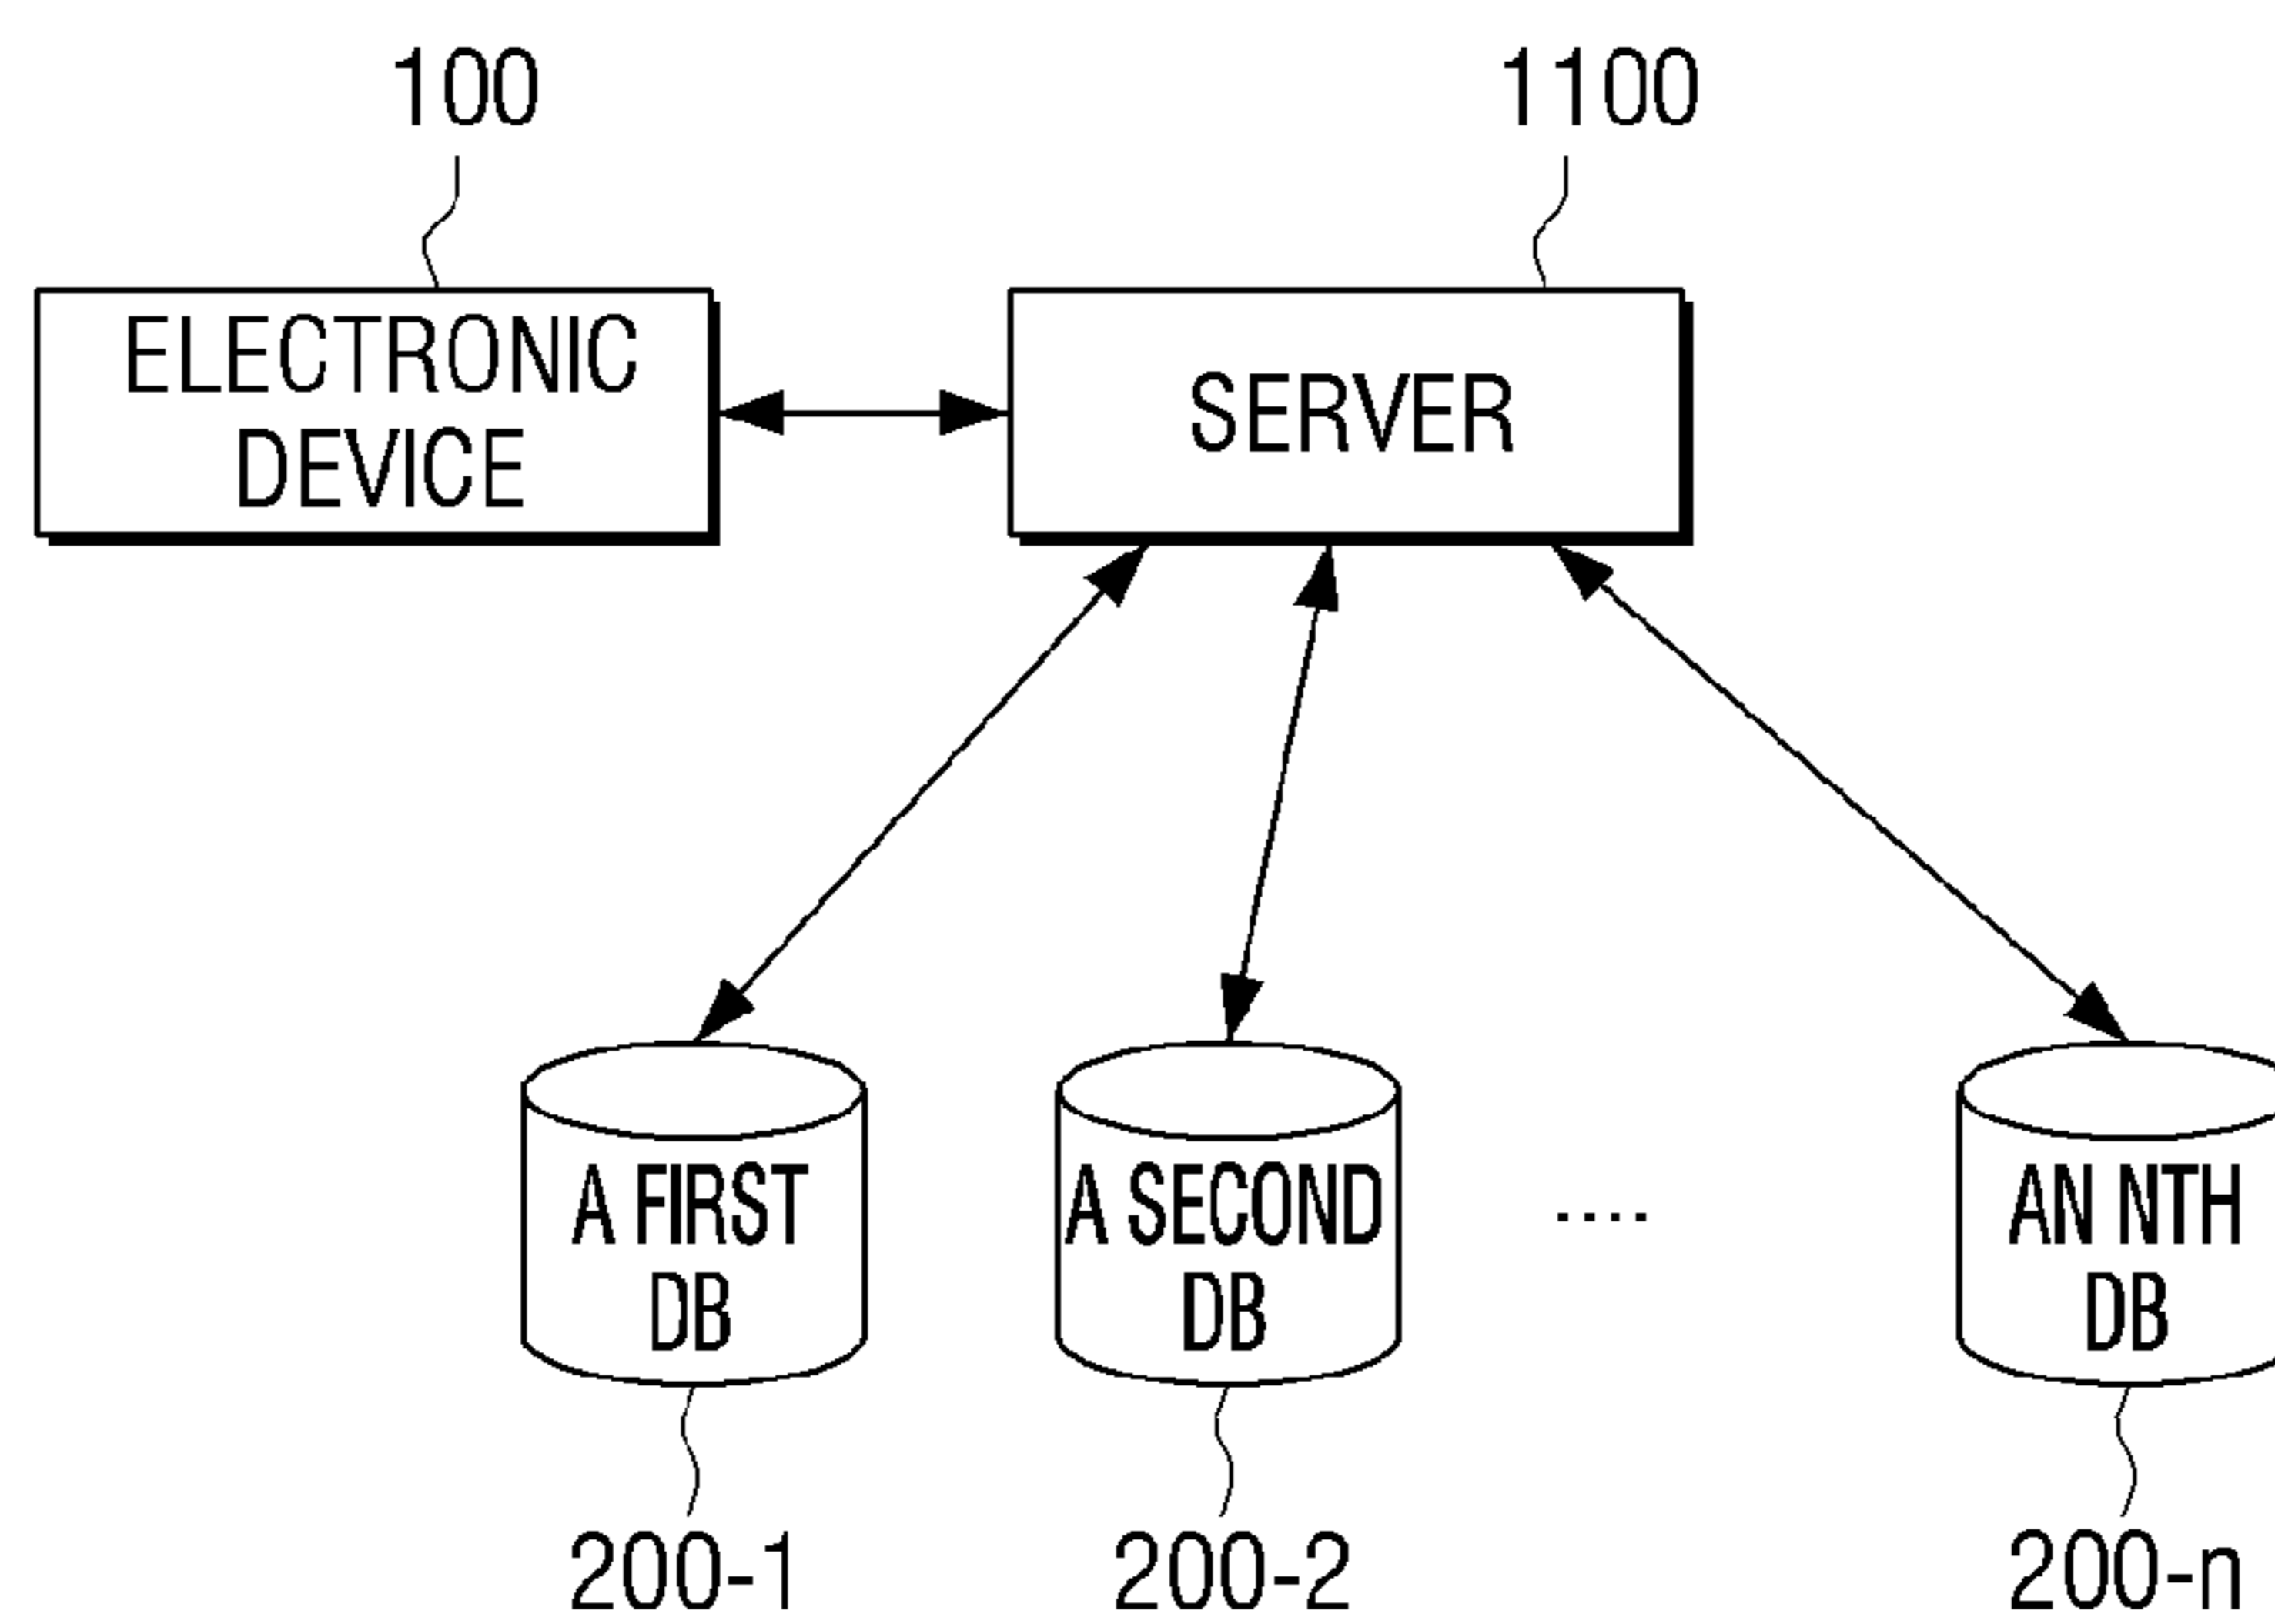 100
1100
ELECTRONIC
DEVICE
SERVER
A FIRST
DB
A SECOND
DB
....
AN NTH
DB
200-1
200-2
200-n